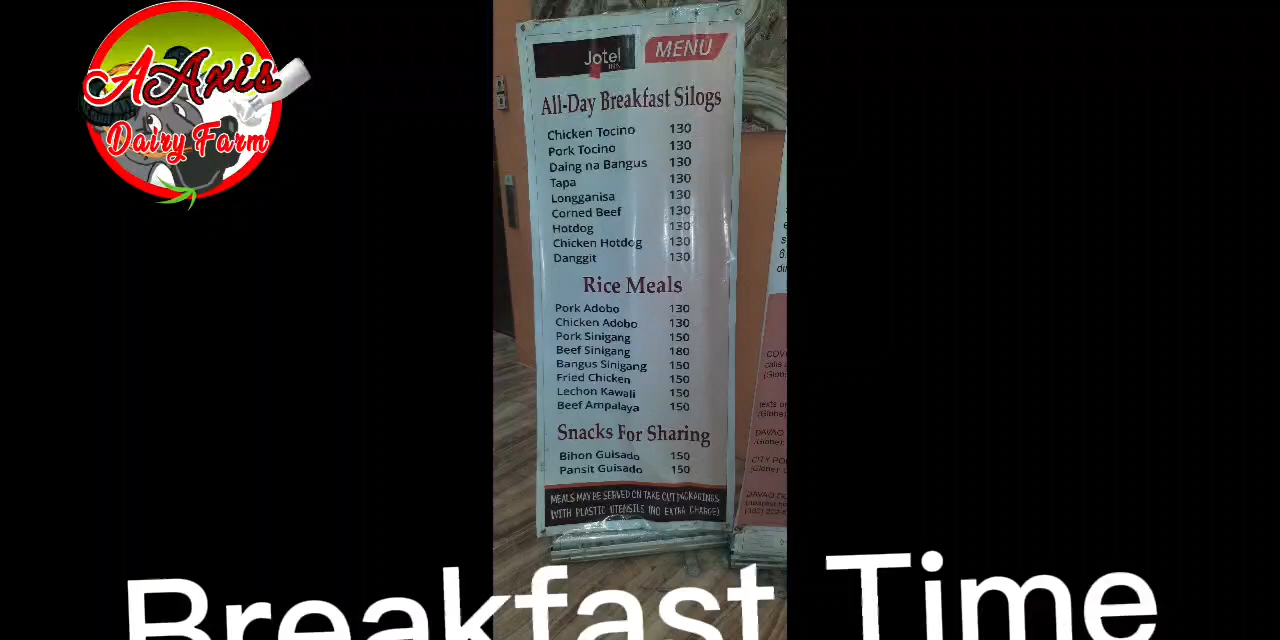 AAxis
Dairy Farm
Jotel
INN
MENU
All-Day Breakfast Silogs
Chicken Tocino 130
Pork Tocino 130
Daing na Bangus 130
Tapa 130
Longganisa 130
Corned Beef 130
Hotdog 130
Chicken Hotdog 130
Danggit 130
Rice Meals
Pork Adobo 130
Chicken Adobo 130
Pork Sinigang 150
Beef Sinigang 180
Bangus Sinigang 150
Fried Chicken 150
Lechon Kawali 150
Beef Ampalaya 150
Snacks For Sharing
Bihon Guisado 150
Pansit Guisado 150
MEALS MAY BE SERVED ON TAKE OUT PACKAGINGS
WITH PLASTIC UTENSILS (NO EXTRA CHARGE)
Breakfast Time